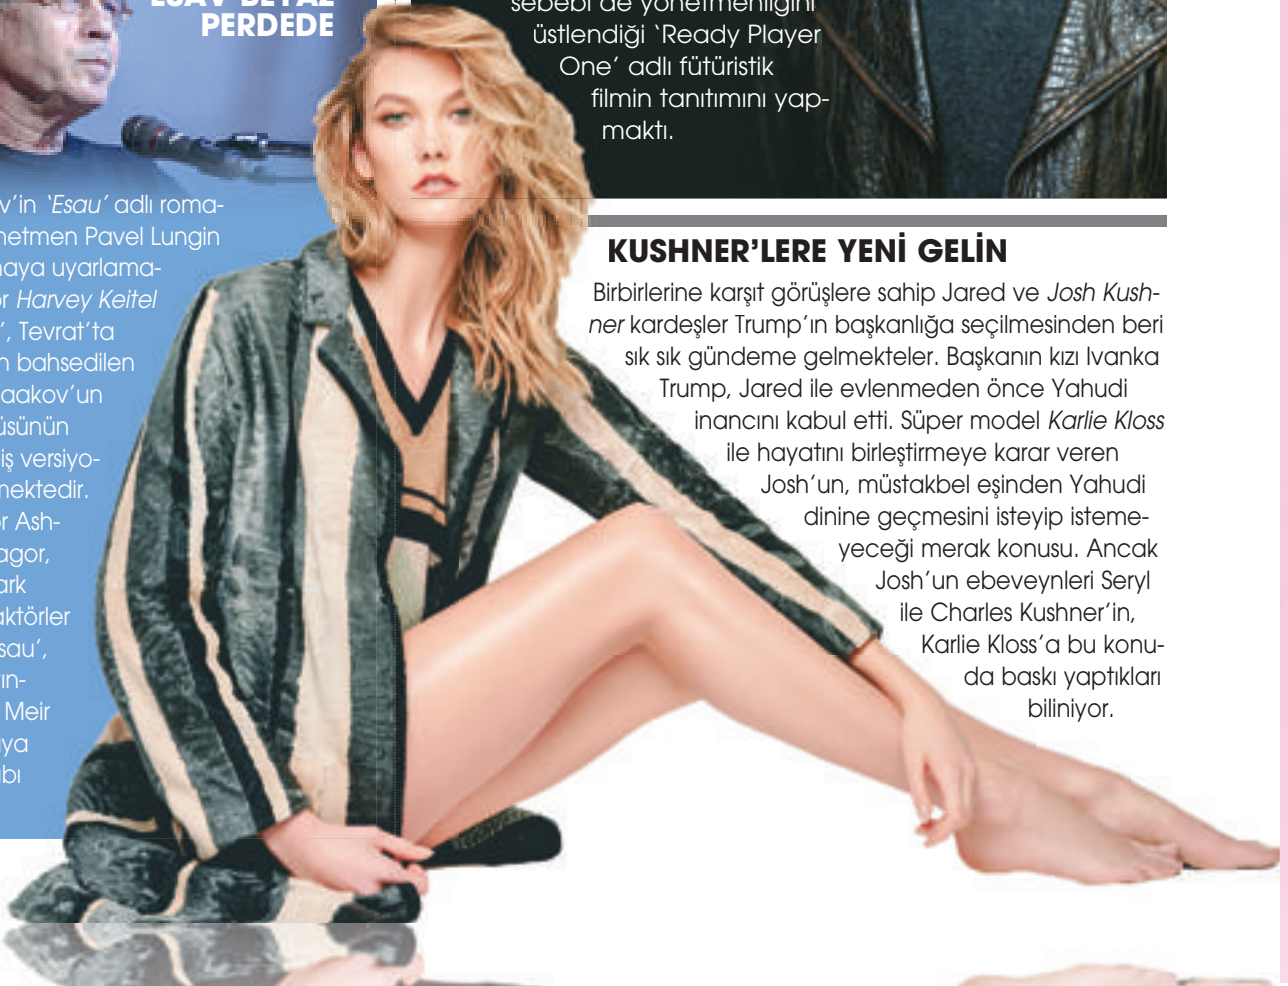 PERDEDE
v’in ‘Esau’ adlı roma-
netmen Pavel Lungin
naya uyarlama-
r Harvey Keitel
’, Tevrat’ta
n bahsedilen
aakov’un
üsünün
iş versiyo-
mektedir.
r Ash-
agor,
ark
aktörler
sau’,
ın-
Meir
ya
bı
sebebi de yönetmenliğini
üstlendiği ‘Ready Player
One’ adlı fütüristik
filmin tanıtımını yap-
maktı.
KUSHNER’LERE YENİ GELİN
Birbirlerine karşıt görüşlere sahip Jared ve Josh Kush-
ner kardeşler Trump’ın başkanlığa seçilmesinden beri
sık sık gündeme gelmekteler. Başkanın kızı Ivanka
Trump, Jared ile evlenmeden önce Yahudi
inancını kabul etti. Süper model Karlie Kloss
ile hayatını birleştirmeye karar veren
Josh’un, müstakbel eşinden Yahudi
dinine geçmesini isteyip isteme-
yeceği merak konusu. Ancak
Josh’un ebeveynleri Seryl
ile Charles Kushner’in,
Karlie Kloss’a bu konu-
da baskı yaptıkları
biliniyor.